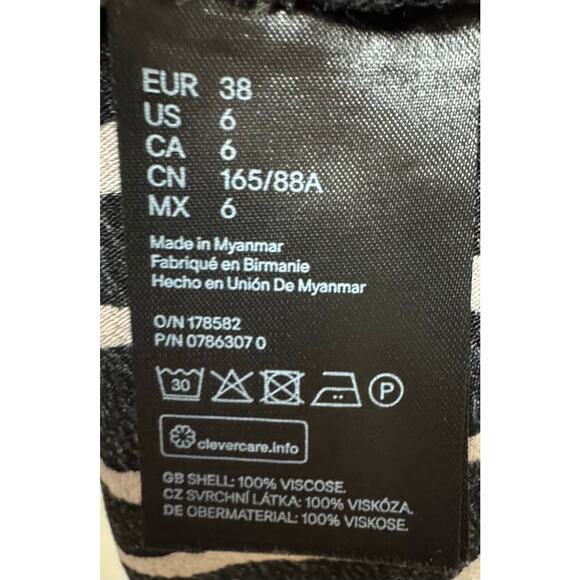 EUR 38
US 6
CA 6
CN 165/88A
MX 6
Made in Myanmar
Fabriqué en Birmanie
Hecho en Unión De Myanmar
O/N 178582
P/N 0786307 0
30 P
clevercare.info
GB SHELL: 100% VISCOSE.
CZ SVRCHNÍ LÁTKA: 100% VISKÓZA.
DE OBERMATERIAL: 100% VISKOSE.